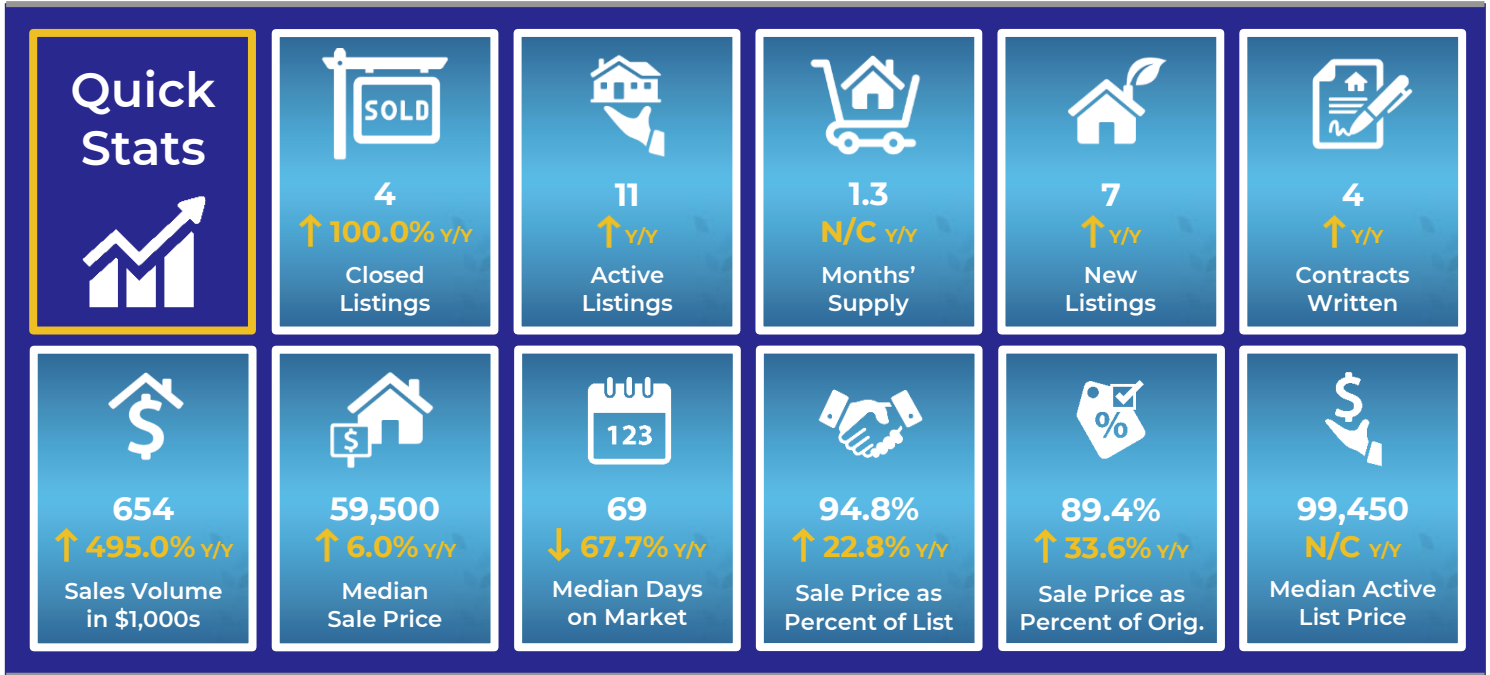 Quick
Stats
SOLD
4
↑ 100.0% Y/Y
Closed
Listings
11
↑ Y/Y
Active
Listings
1.3
N/C Y/Y
Months’
Supply
7
↑ Y/Y
New
Listings
4
↑ Y/Y
Contracts
Written
$
654
↑ 495.0% Y/Y
Sales Volume
in $1,000s
$
59,500
↑ 6.0% Y/Y
Median
Sale Price
123
69
↓ 67.7% Y/Y
Median Days
on Market
94.8%
↑ 22.8% Y/Y
Sale Price as
Percent of List
%
89.4%
↑ 33.6% Y/Y
Sale Price as
Percent of Orig.
$
99,450
N/C Y/Y
Median Active
List Price